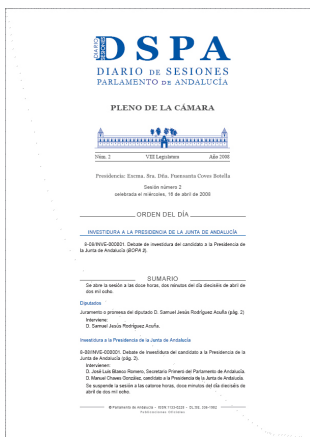 DIARIO
SESIONES
DSPA
DIARIO DE SESIONES
PARLAMENTO DE ANDALUCÍA
PLENO DE LA CÁMARA
Núm. 2 VIII Legislatura Año 2008
Presidencia: Excma. Sra. Dña. Fuensanta Coves Botella
Sesión número 2
celebrada el miércoles, 16 de abril de 2008
ORDEN DEL DÍA
INVESTIDURA A LA PRESIDENCIA DE LA JUNTA DE ANDALUCÍA
8-08/INVE-000001. Debate de investidura del candidato a la Presidencia de
la Junta de Andalucía (BOPA 2).
SUMARIO
Se abre la sesión a las doce horas, dos minutos del día dieciséis de abril de
dos mil ocho.
Diputados
Juramento o promesa del diputado D. Samuel Jesús Rodríguez Acuña (pág. 2)
Interviene:
D. Samuel Jesús Rodríguez Acuña.
Investidura a la Presidencia de la Junta de Andalucía
8-08/INVE-000001. Debate de Investidura del candidato a la Presidencia de la
Junta de Andalucía (pág. 2).
Intervienen:
D. José Luis Blanco Romero, Secretario Primero del Parlamento de Andalucía.
D. Manuel Chaves González, candidato a la Presidencia de la Junta de Andalucía.
Se suspende la sesión a las catorce horas, doce minutos del día dieciséis de
abril de dos mil ocho.